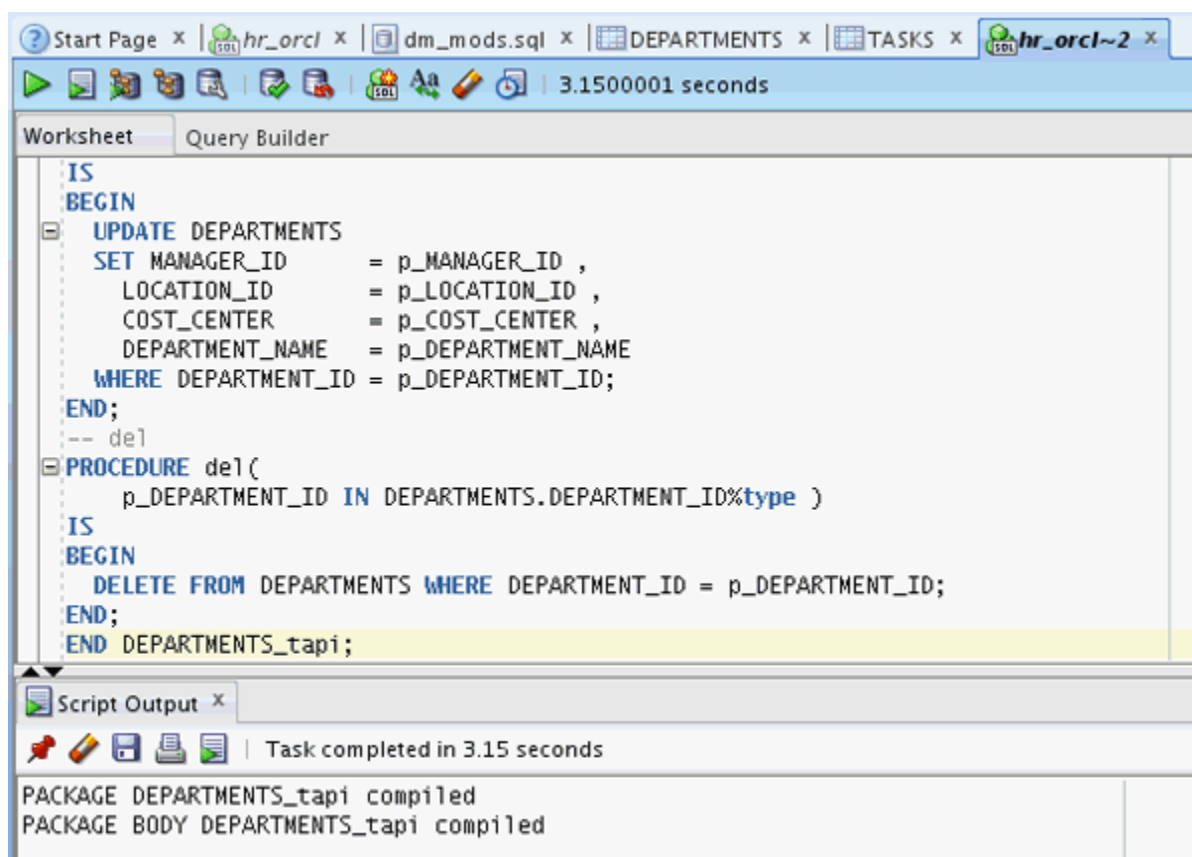 Start Page x hr_orcl x dm_mods.sql x DEPARTMENTS x TASKS x hr_orcl~2 x
3.1500001 seconds
Worksheet Query Builder
IS
BEGIN
UPDATE DEPARTMENTS
SET MANAGER_ID = p_MANAGER_ID ,
LOCATION_ID = p_LOCATION_ID ,
COST_CENTER = p_COST_CENTER ,
DEPARTMENT_NAME = p_DEPARTMENT_NAME
WHERE DEPARTMENT_ID = p_DEPARTMENT_ID;
END;
-- del
PROCEDURE del(
p_DEPARTMENT_ID IN DEPARTMENTS.DEPARTMENT_ID%type )
IS
BEGIN
DELETE FROM DEPARTMENTS WHERE DEPARTMENT_ID = p_DEPARTMENT_ID;
END;
END DEPARTMENTS_tapi;
Script Output x
Task completed in 3.15 seconds
PACKAGE DEPARTMENTS_tapi compiled
PACKAGE BODY DEPARTMENTS_tapi compiled